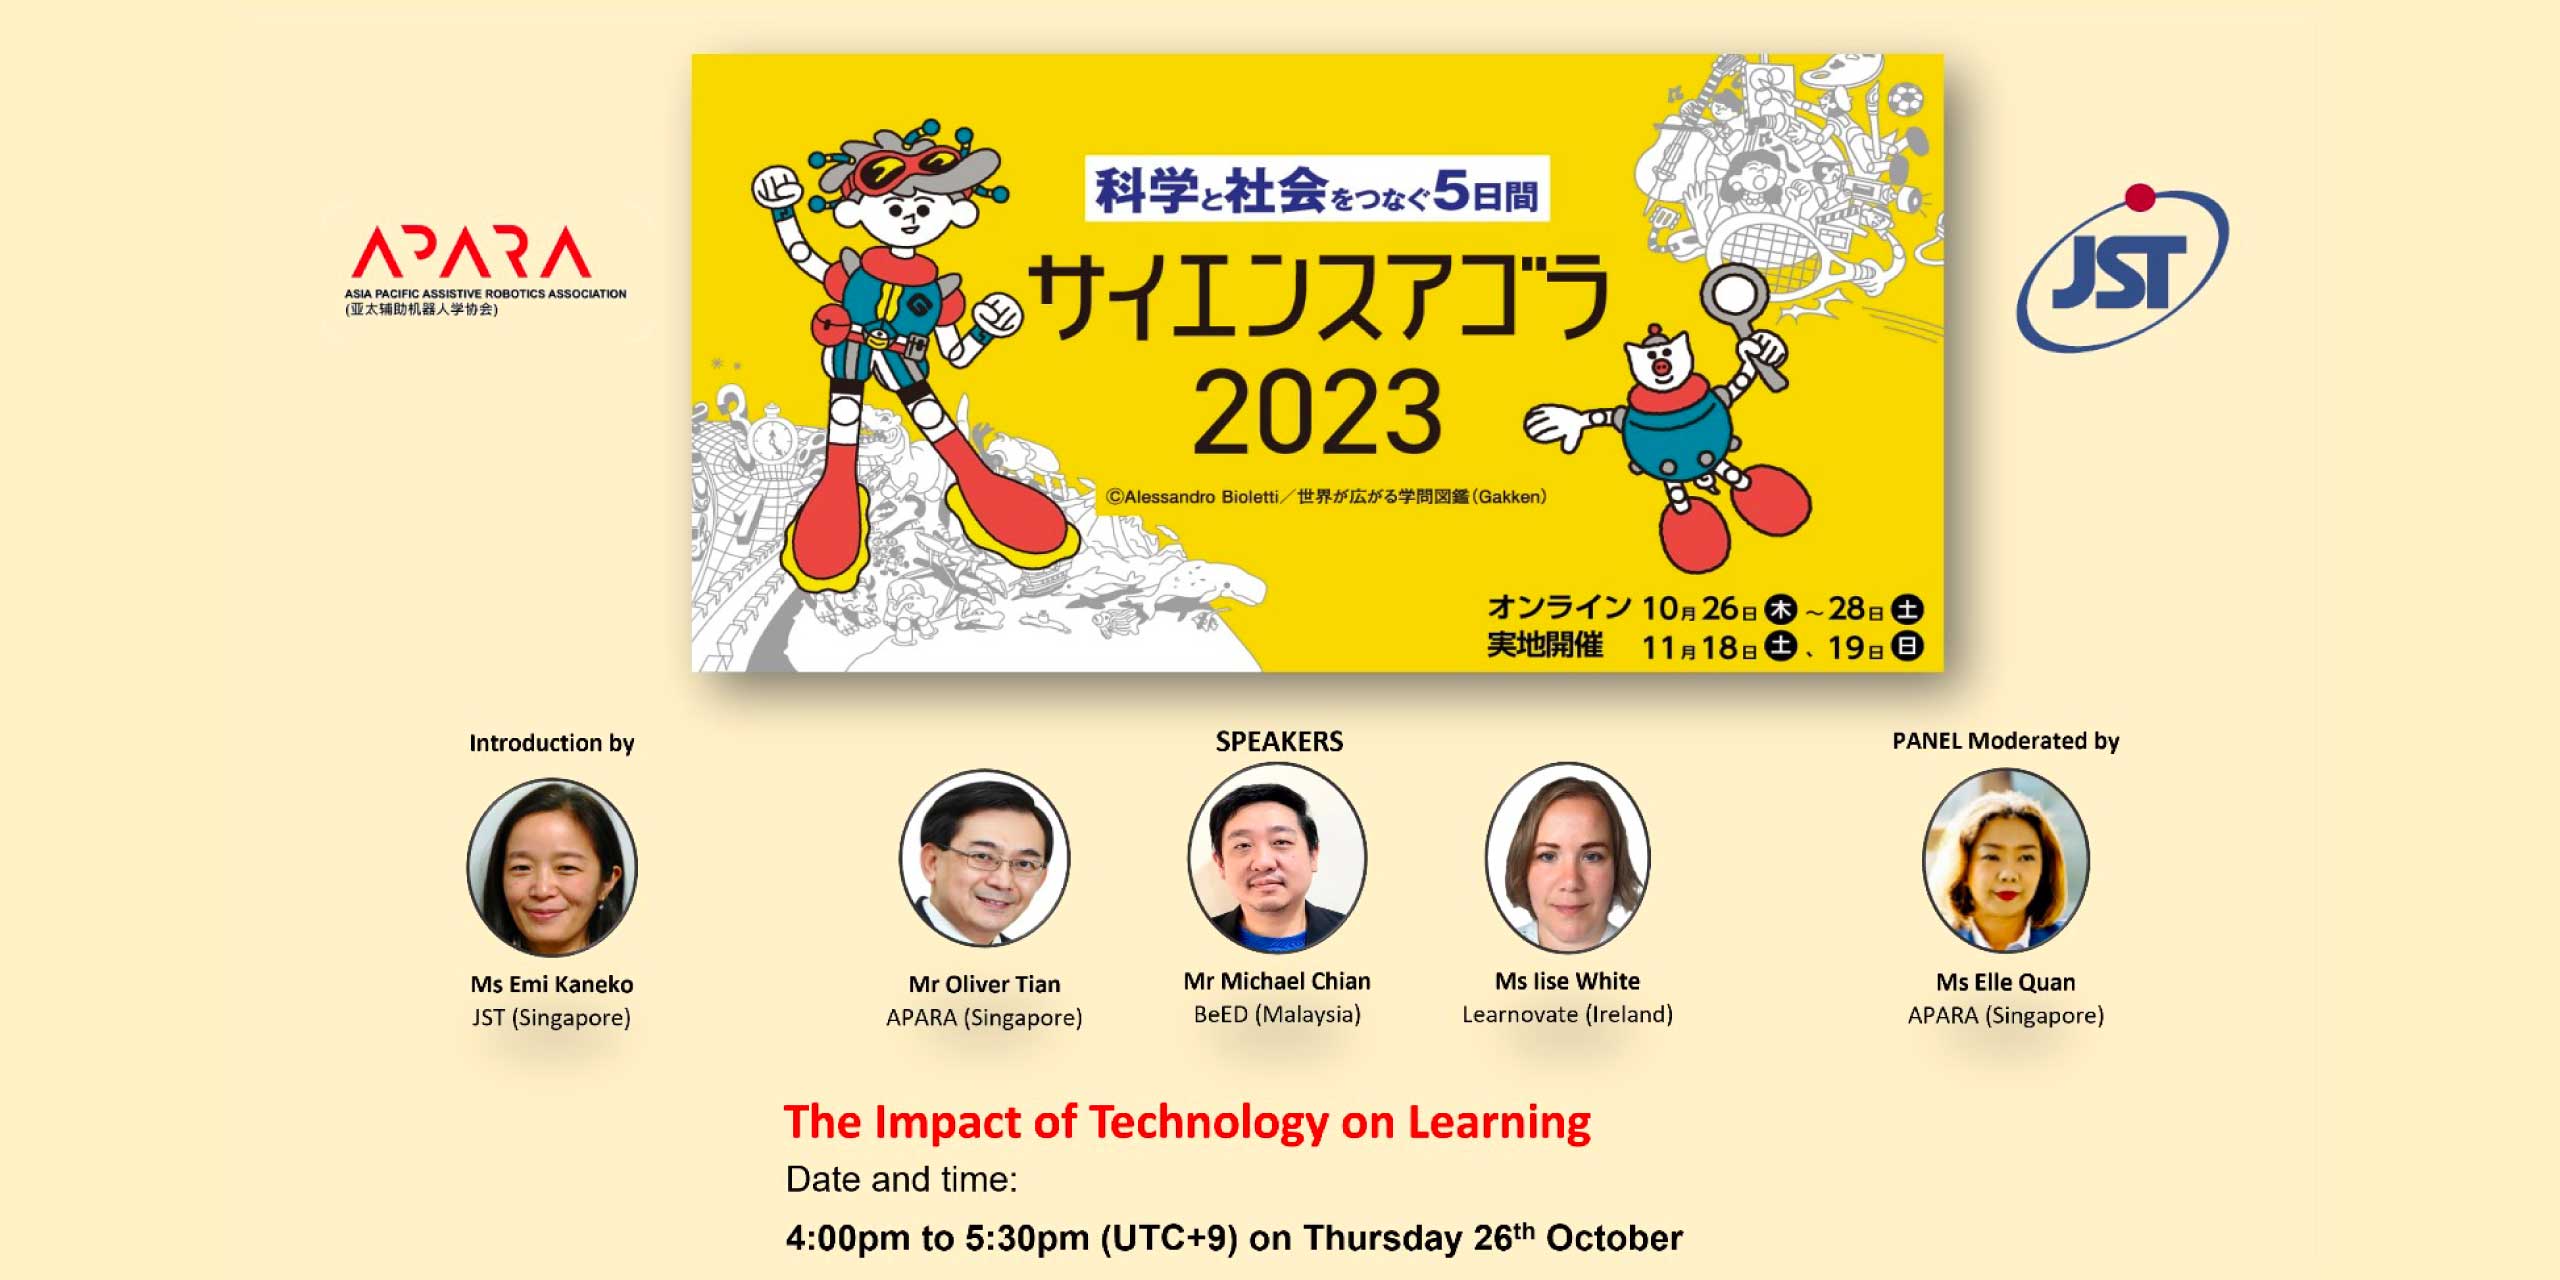 科学と社会をつなぐ5日間
サイエンスアゴラ
2023
©Alessandro Bioletti／世界が広がる学問図鑑(Gakken)
オンライン 10月26日木～28日土
実地開催 11月18日土、19日日
APARA
ASIA PACIFIC ASSISTIVE ROBOTICS ASSOCIATION
(亚太辅助机器人学协会)
JST
Introduction by
Ms Emi Kaneko
JST (Singapore)
SPEAKERS
Mr Oliver Tian
APARA (Singapore)
Mr Michael Chian
BeED (Malaysia)
Ms Iise White
Learnovate (Ireland)
PANEL Moderated by
Ms Elle Quan
APARA (Singapore)
The Impact of Technology on Learning
Date and time:
4:00pm to 5:30pm (UTC+9) on Thursday 26th October